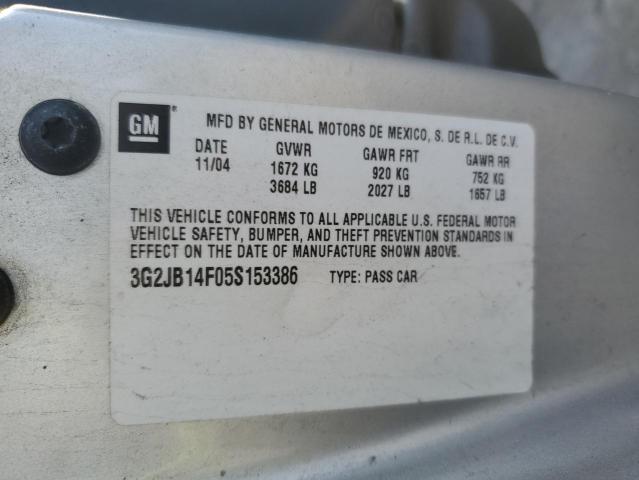 GM ®
MFD BY GENERAL MOTORS DE MEXICO, S. DE R.L. DE C.V.
DATE GVWR GAWR FRT GAWR RR
11/04 1672 KG 920 KG 752 KG
3684 LB 2027 LB 1657 LB
THIS VEHICLE CONFORMS TO ALL APPLICABLE U.S. FEDERAL MOTOR
VEHICLE SAFETY, BUMPER, AND THEFT PREVENTION STANDARDS IN
EFFECT ON THE DATE OF MANUFACTURE SHOWN ABOVE.
3G2JB14F05S153386 TYPE: PASS CAR